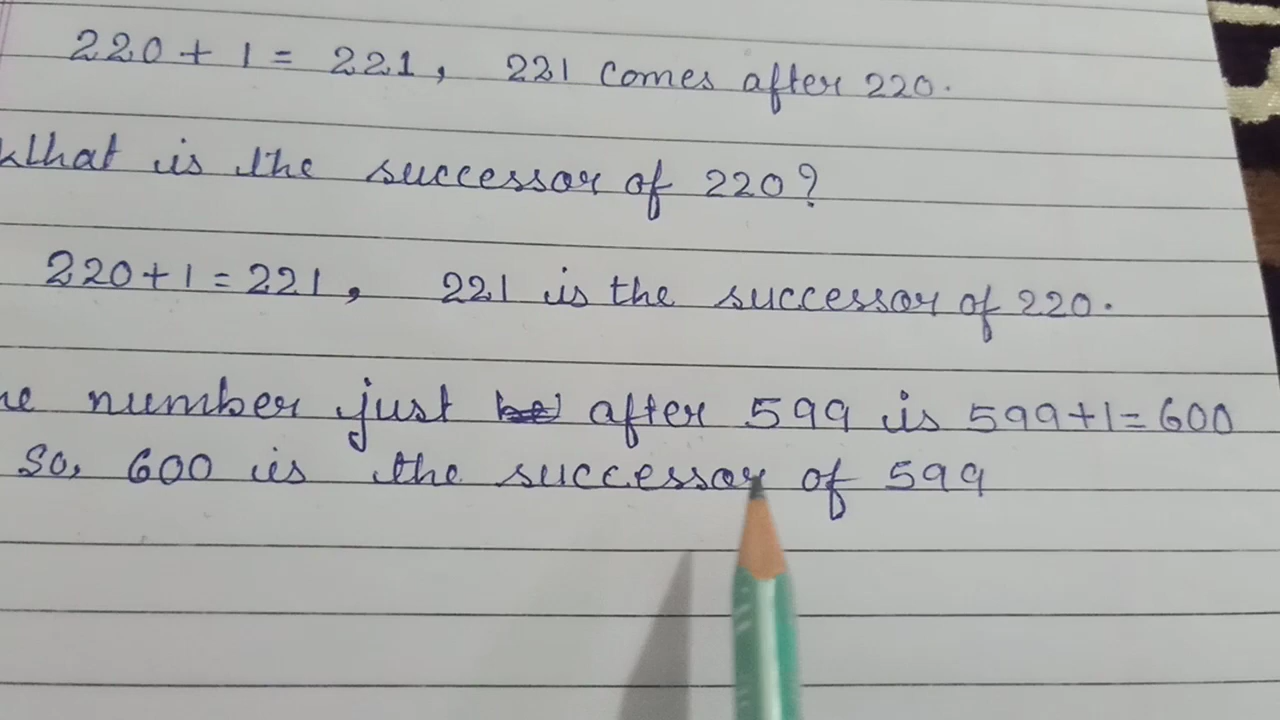 220 + 1 = 221, 221 comes after 220.
What is the successor of 220?
220+1=221, 221 is the successor of 220.
number just after 599 is 599+1=600
So, 600 is the successor of 599